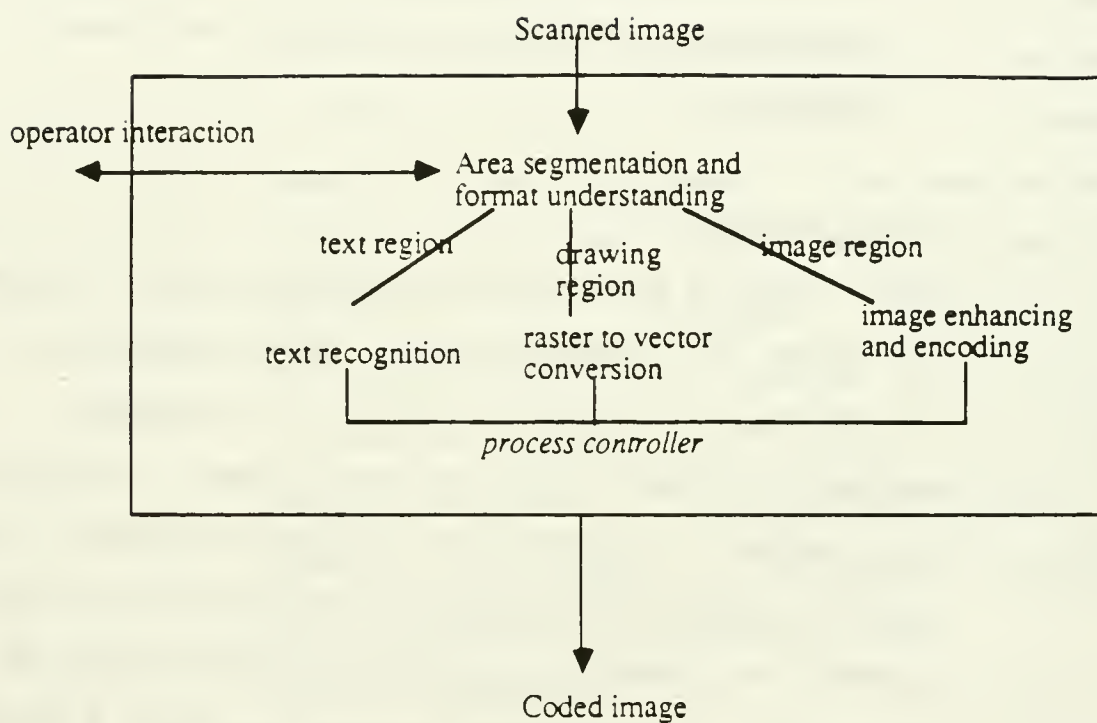 Scanned image
operator interaction
Area segmentation and
format understanding
text region
drawing
region
image region
text recognition
raster to vector
conversion
image enhancing
and encoding
process controller
Coded image